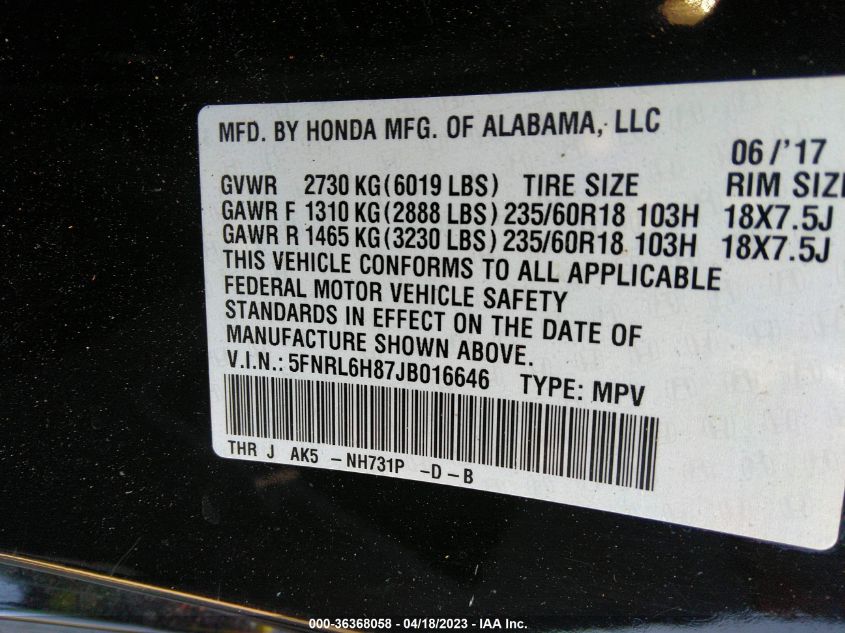 MFD. BY HONDA MFG. OF ALABAMA, LLC
06/'17
GVWR 2730 KG(6019 LBS) TIRE SIZE RIM SIZE
GAWR F 1310 KG(2888 LBS) 235/60R18 103H 18X7.5J
GAWR R 1465 KG(3230 LBS) 235/60R18 103H 18X7.5J
THIS VEHICLE CONFORMS TO ALL APPLICABLE
FEDERAL MOTOR VEHICLE SAFETY
STANDARDS IN EFFECT ON THE DATE OF
MANUFACTURE SHOWN ABOVE.
V.I.N.: 5FNRL6H87JB016646 TYPE: MPV
THR J AK5 -NH731P -D-B
000-36368058 - 04/18/2023 - IAA Inc.